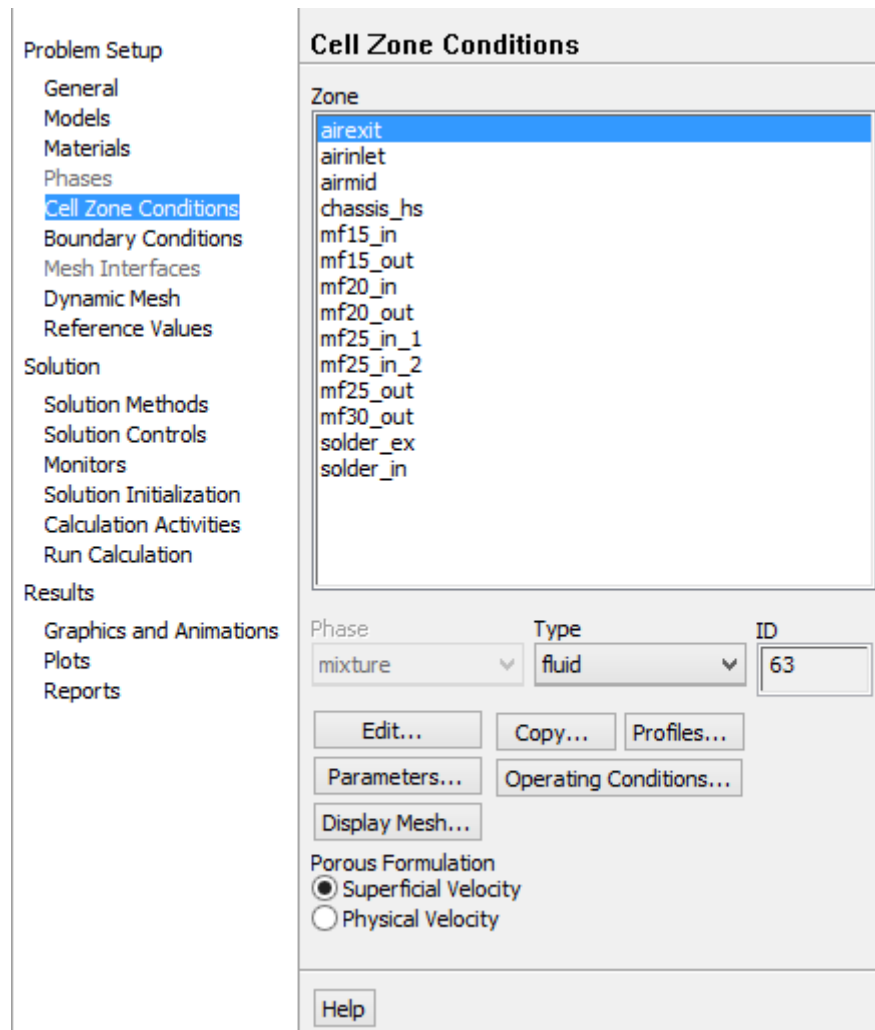 Problem Setup
General
Models
Materials
Phases
Cell Zone Conditions
Boundary Conditions
Mesh Interfaces
Dynamic Mesh
Reference Values
Solution
Solution Methods
Solution Controls
Monitors
Solution Initialization
Calculation Activities
Run Calculation
Results
Graphics and Animations
Plots
Reports
Cell Zone Conditions
Zone
airexit
airinlet
airmid
chassis_hs
mf15_in
mf15_out
mf20_in
mf20_out
mf25_in_1
mf25_in_2
mf25_out
mf30_out
solder_ex
solder_in
Phase Type ID
mixture fluid 63
Edit... Copy... Profiles...
Parameters... Operating Conditions...
Display Mesh...
Porous Formulation
Superficial Velocity
Physical Velocity
Help